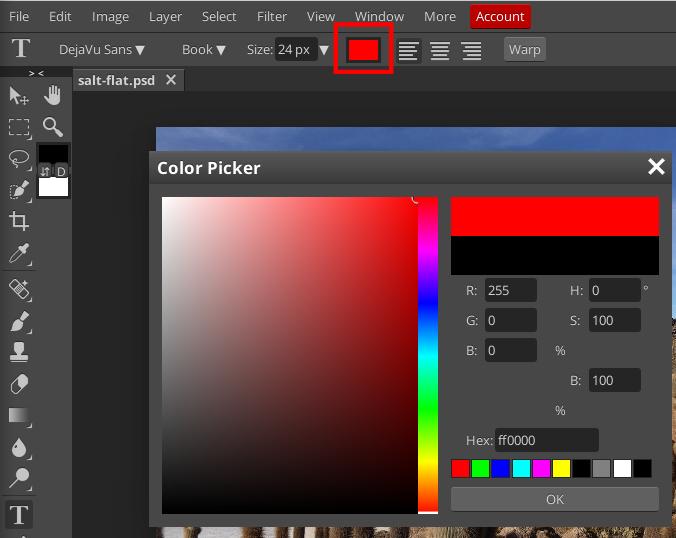 File Edit Image Layer Select Filter View Window More Account
T DejaVu Sans Book Size: 24 px Warp
> <
salt-flat.psd
D
Color Picker
R: 255 H: 0 °
G: 0 S: 100
B: 0 %
B: 100
%
Hex: ff0000
OK
T